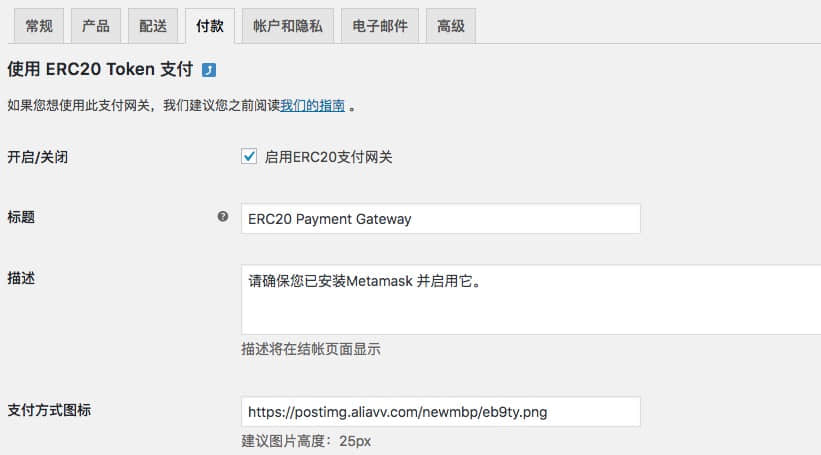 常规 产品 配送 付款 帐户和隐私 电子邮件 高级
使用 ERC20 Token 支付
如果您想使用此支付网关，我们建议您之前阅读我们的指南 。
开启/关闭 启用ERC20支付网关
标题 ERC20 Payment Gateway
描述 请确保您已安装Metamask 并启用它。
描述将在结帐页面显示
支付方式图标 https://postimg.aliavv.com/newmbp/eb9ty.png
建议图片高度：25px